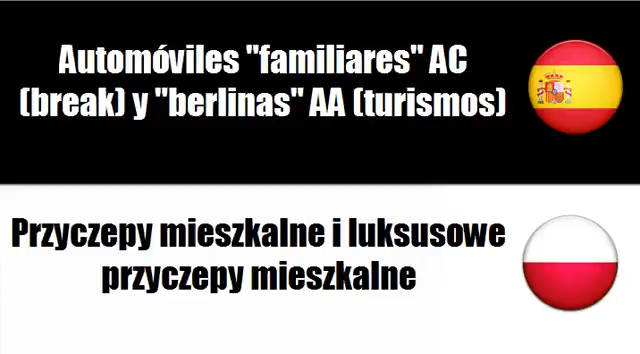 Automóviles "familiares" AC
(break) y "berlinas" AA (turismos)
Przyczepy mieszkalne i luksusowe
przyczepy mieszkalne